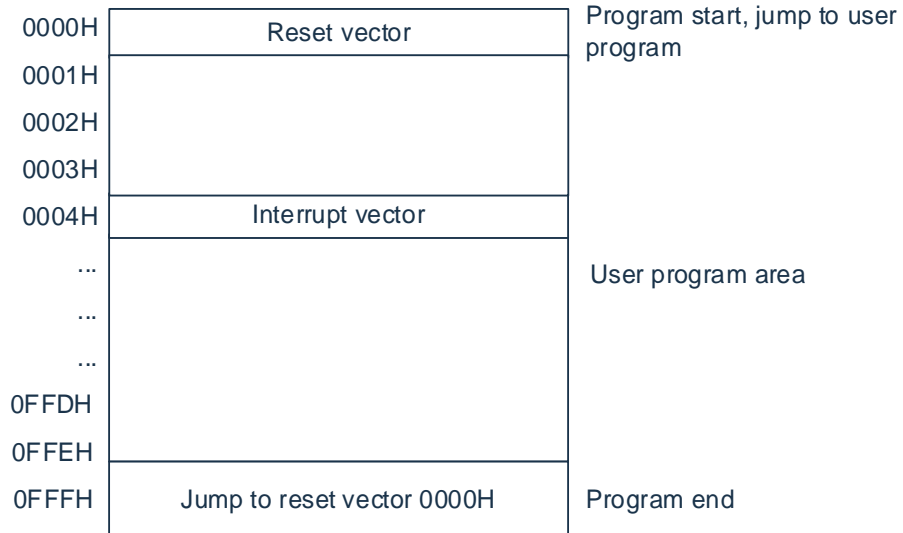 0000H Reset vector Program start, jump to user
program
0001H
0002H
0003H
0004H Interrupt vector
...
User program area
...
...
0FFDH
0FFEH
0FFFH Jump to reset vector 0000H Program end